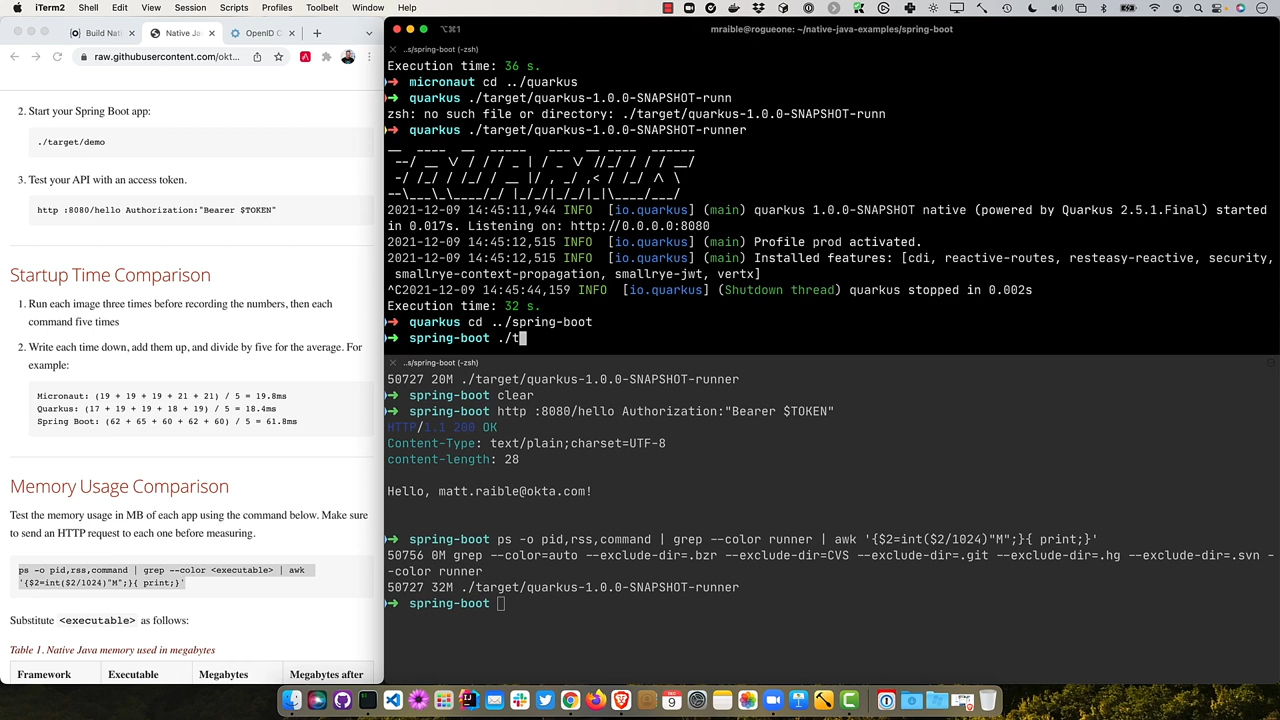 iTerm2 Shell Edit View Session Scripts Profiles Toolbelt Window Help
Build Nati
Native Ja
OpenID C
raw.githubusercontent.com/okt...
2. Start your Spring Boot app:
./target/demo
3. Test your API with an access token.
http :8080/hello Authorization:"Bearer $TOKEN"
Startup Time Comparison
1. Run each image three times before recording the numbers, then each
command five times
2. Write each time down, add them up, and divide by five for the average. For
example:
Micronaut: (19 + 19 + 19 + 21 + 21) / 5 = 19.8ms
Quarkus: (17 + 19 + 19 + 18 + 19) / 5 = 18.4ms
Spring Boot: (62 + 65 + 60 + 62 + 60) / 5 = 61.8ms
Memory Usage Comparison
Test the memory usage in MB of each app using the command below. Make sure
to send an HTTP request to each one before measuring.
ps -o pid,rss,command | grep --color <executable> | awk
'{$2=int($2/1024)"M";}{ print;}'
Substitute <executable> as follows:
Table 1. Native Java memory used in megabytes
Framework Executable Megabytes Megabytes after
⌥⌘1
mraible@rogueone: ~/native-java-examples/spring-boot
..s/spring-boot (-zsh)
Execution time: 36 s.
➜ micronaut cd ../quarkus
➜ quarkus ./target/quarkus-1.0.0-SNAPSHOT-runn
zsh: no such file or directory: ./target/quarkus-1.0.0-SNAPSHOT-runn
➜ quarkus ./target/quarkus-1.0.0-SNAPSHOT-runner
2021-12-09 14:45:11,944 INFO [io.quarkus] (main) quarkus 1.0.0-SNAPSHOT native (powered by Quarkus 2.5.1.Final) started
in 0.017s. Listening on: http://0.0.0.0:8080
2021-12-09 14:45:12,515 INFO [io.quarkus] (main) Profile prod activated.
2021-12-09 14:45:12,515 INFO [io.quarkus] (main) Installed features: [cdi, reactive-routes, resteasy-reactive, security,
smallrye-context-propagation, smallrye-jwt, vertx]
^C2021-12-09 14:45:44,159 INFO [io.quarkus] (Shutdown thread) quarkus stopped in 0.002s
Execution time: 32 s.
➜ quarkus cd ../spring-boot
➜ spring-boot ./t
..s/spring-boot (-zsh)
50727 20M ./target/quarkus-1.0.0-SNAPSHOT-runner
➜ spring-boot clear
➜ spring-boot http :8080/hello Authorization:"Bearer $TOKEN"
HTTP/1.1 200 OK
Content-Type: text/plain;charset=UTF-8
content-length: 28
Hello, matt.raible@okta.com!
➜ spring-boot ps -o pid,rss,command | grep --color runner | awk '{$2=int($2/1024)"M";}{ print;}'
50756 0M grep --color=auto --exclude-dir=.bzr --exclude-dir=CVS --exclude-dir=.git --exclude-dir=.hg --exclude-dir=.svn -
-color runner
50727 32M ./target/quarkus-1.0.0-SNAPSHOT-runner
➜ spring-boot